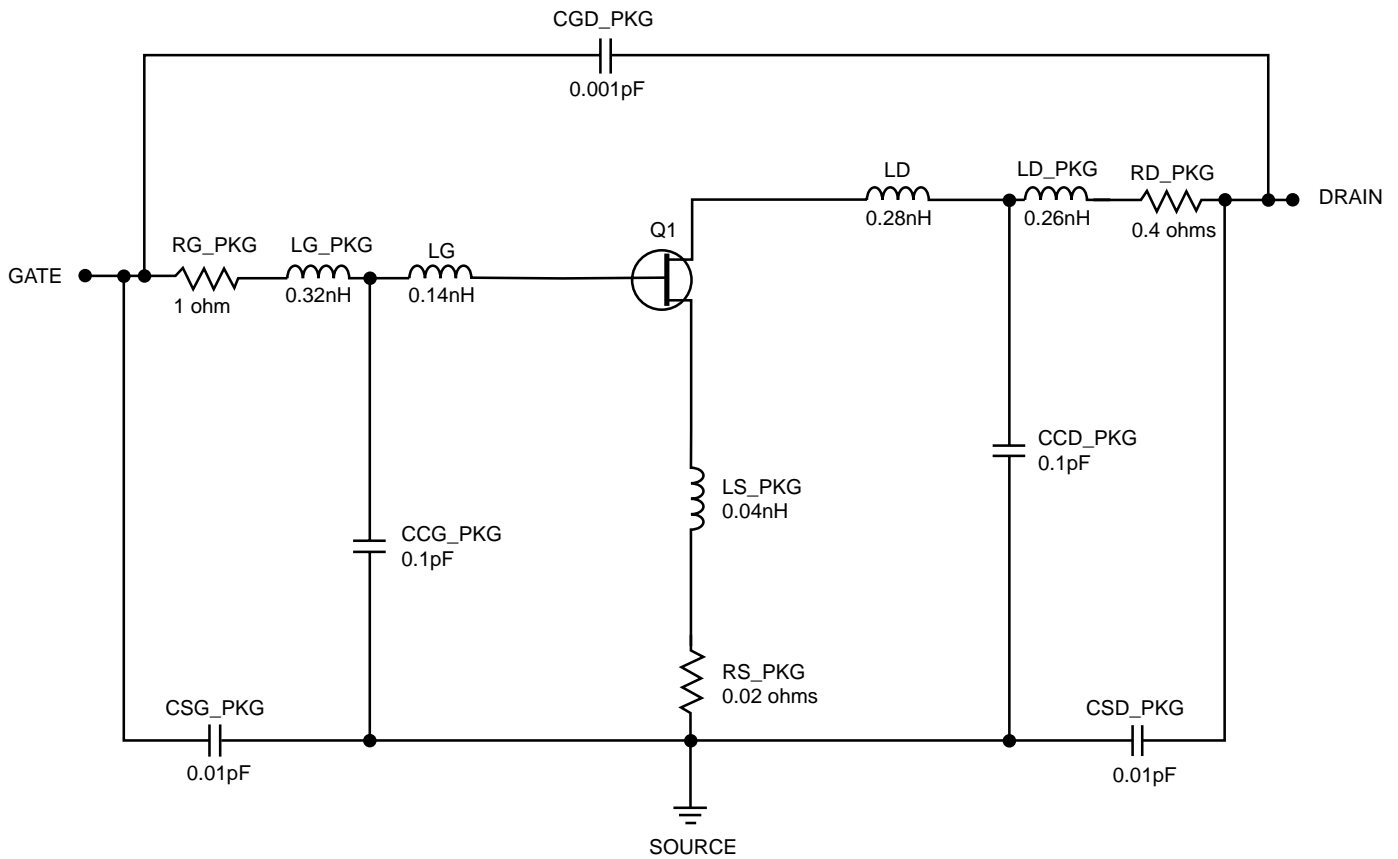 CGD_PKG
0.001pF
LD
LD_PKG
RD_PKG
DRAIN
0.28nH
0.26nH
0.4 ohms
Q1
RG_PKG
LG_PKG
LG
GATE
0.32nH
0.14nH
1 ohm
CCD_PKG
0.1pF
LS_PKG
0.04nH
CCG_PKG
0.1pF
RS_PKG
0.02 ohms
CSG_PKG
CSD_PKG
0.01pF
0.01pF
SOURCE